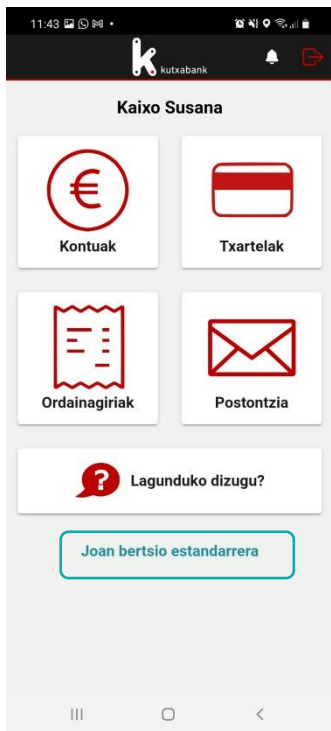 11:43
kutxabank
Kaixo Susana
Kontuak
Txartelak
Ordainagiriak
Postontzia
? Lagunduko dizugu?
Joan bertsio estandarrera